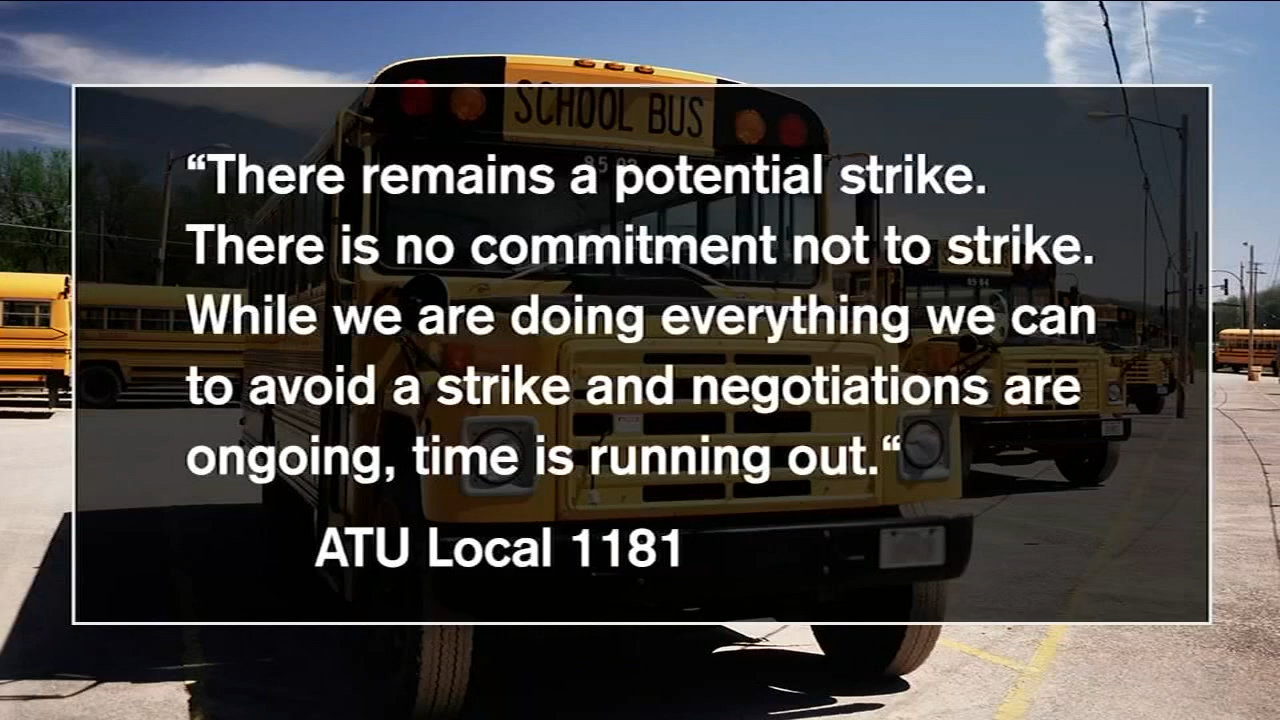 SCHOOL BUS
“There remains a potential strike.
There is no commitment not to strike.
While we are doing everything we can
to avoid a strike and negotiations are
ongoing, time is running out.“
ATU Local 1181